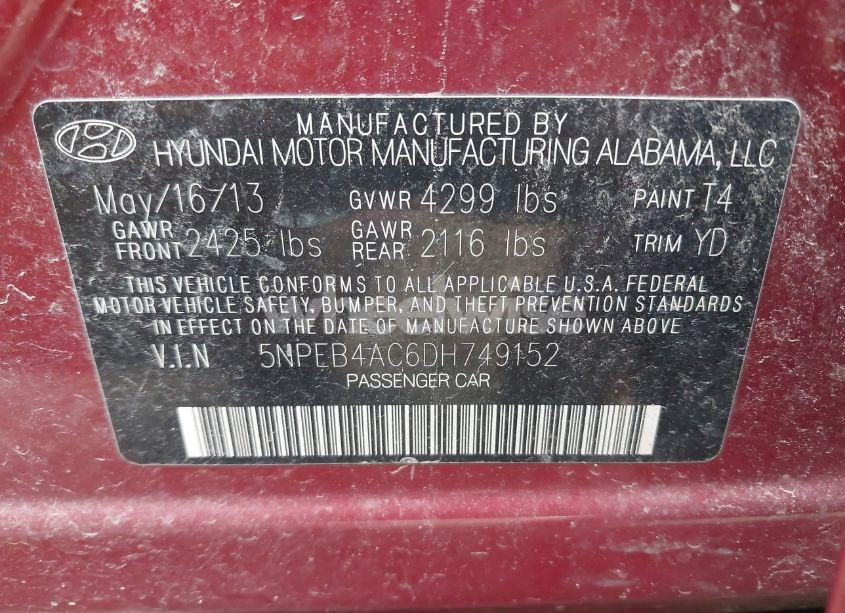 MANUFACTURED BY
HYUNDAI MOTOR MANUFACTURING ALABAMA, LLC
May/16/13 GVWR 4299 lbs PAINT T4
GAWR FRONT 2425 lbs GAWR REAR 2116 lbs TRIM YD
THIS VEHICLE CONFORMS TO ALL APPLICABLE U.S.A. FEDERAL
MOTOR VEHICLE SAFETY, BUMPER, AND THEFT PREVENTION STANDARDS
IN EFFECT ON THE DATE OF MANUFACTURE SHOWN ABOVE.
V.I.N 5NPEB4AC6DH749152
PASSENGER CAR